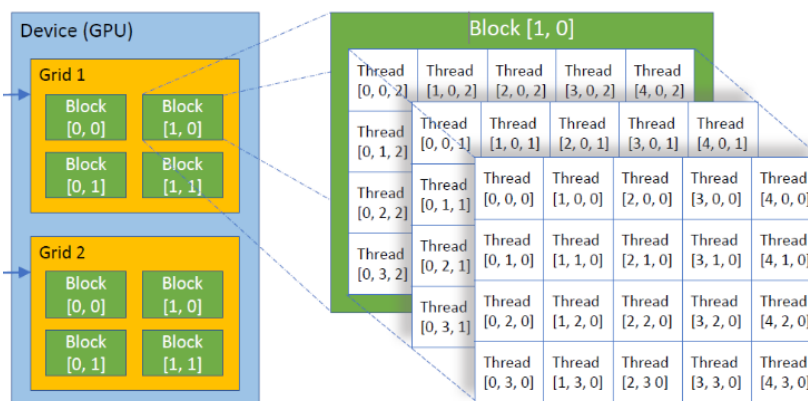 Device (GPU)
Grid 1
Block
[0, 0]
Block
[1, 0]
Block
[0, 1]
Block
[1, 1]
Grid 2
Block
[0, 0]
Block
[1, 0]
Block
[0, 1]
Block
[1, 1]
Block [1, 0]
Thread
[0, 0, 2]
Thread
[1, 0, 2]
Thread
[2, 0, 2]
Thread
[3, 0, 2]
Thread
[4, 0, 2]
Thread
[0, 1, 2]
Thread
[0, 2, 2]
Thread
[0, 3, 2]
Thread
[0, 0, 1]
Thread
[1, 0, 1]
Thread
[2, 0, 1]
Thread
[3, 0, 1]
Thread
[4, 0, 1]
Thread
[0, 1, 1]
Thread
[0, 2, 1]
Thread
[0, 3, 1]
Thread
[0, 0, 0]
Thread
[1, 0, 0]
Thread
[2, 0, 0]
Thread
[3, 0, 0]
Thread
[4, 0, 0]
Thread
[0, 1, 0]
Thread
[1, 1, 0]
Thread
[2, 1, 0]
Thread
[3, 1, 0]
Thread
[4, 1, 0]
Thread
[0, 2, 0]
Thread
[1, 2, 0]
Thread
[2, 2, 0]
Thread
[3, 2, 0]
Thread
[4, 2, 0]
Thread
[0, 3, 0]
Thread
[1, 3, 0]
Thread
[2, 3 0]
Thread
[3, 3, 0]
Thread
[4, 3, 0]